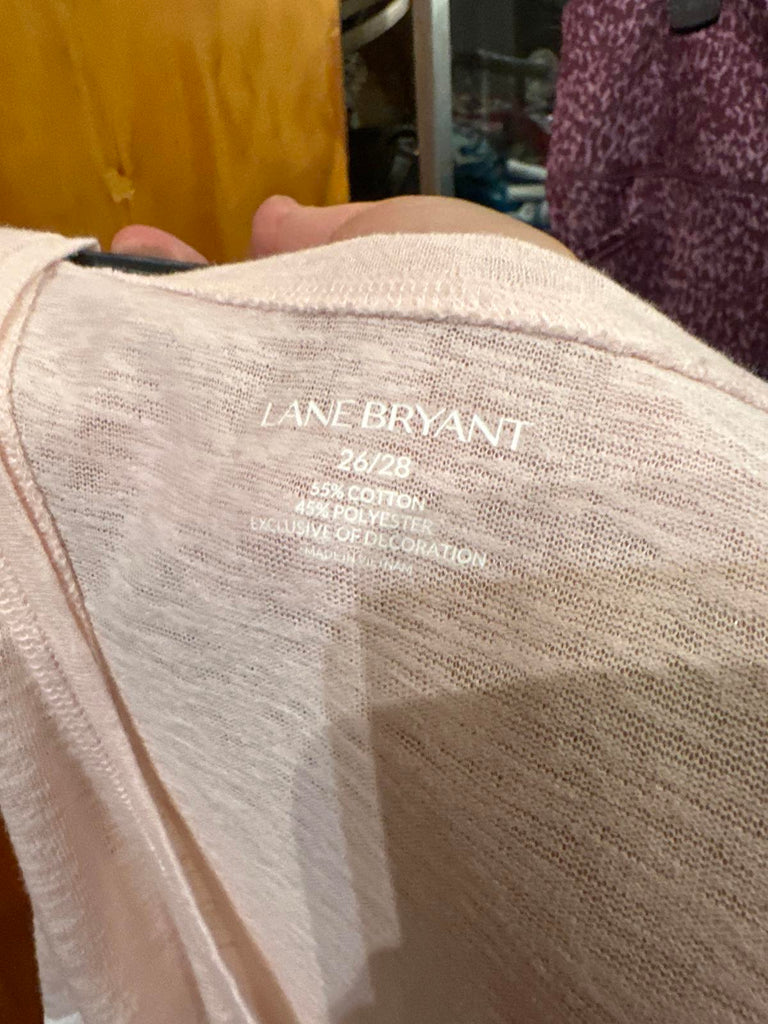 LANE BRYANT
26/28
55% COTTON
45% POLYESTER
EXCLUSIVE OF DECORATION
MADE IN VIETNAM